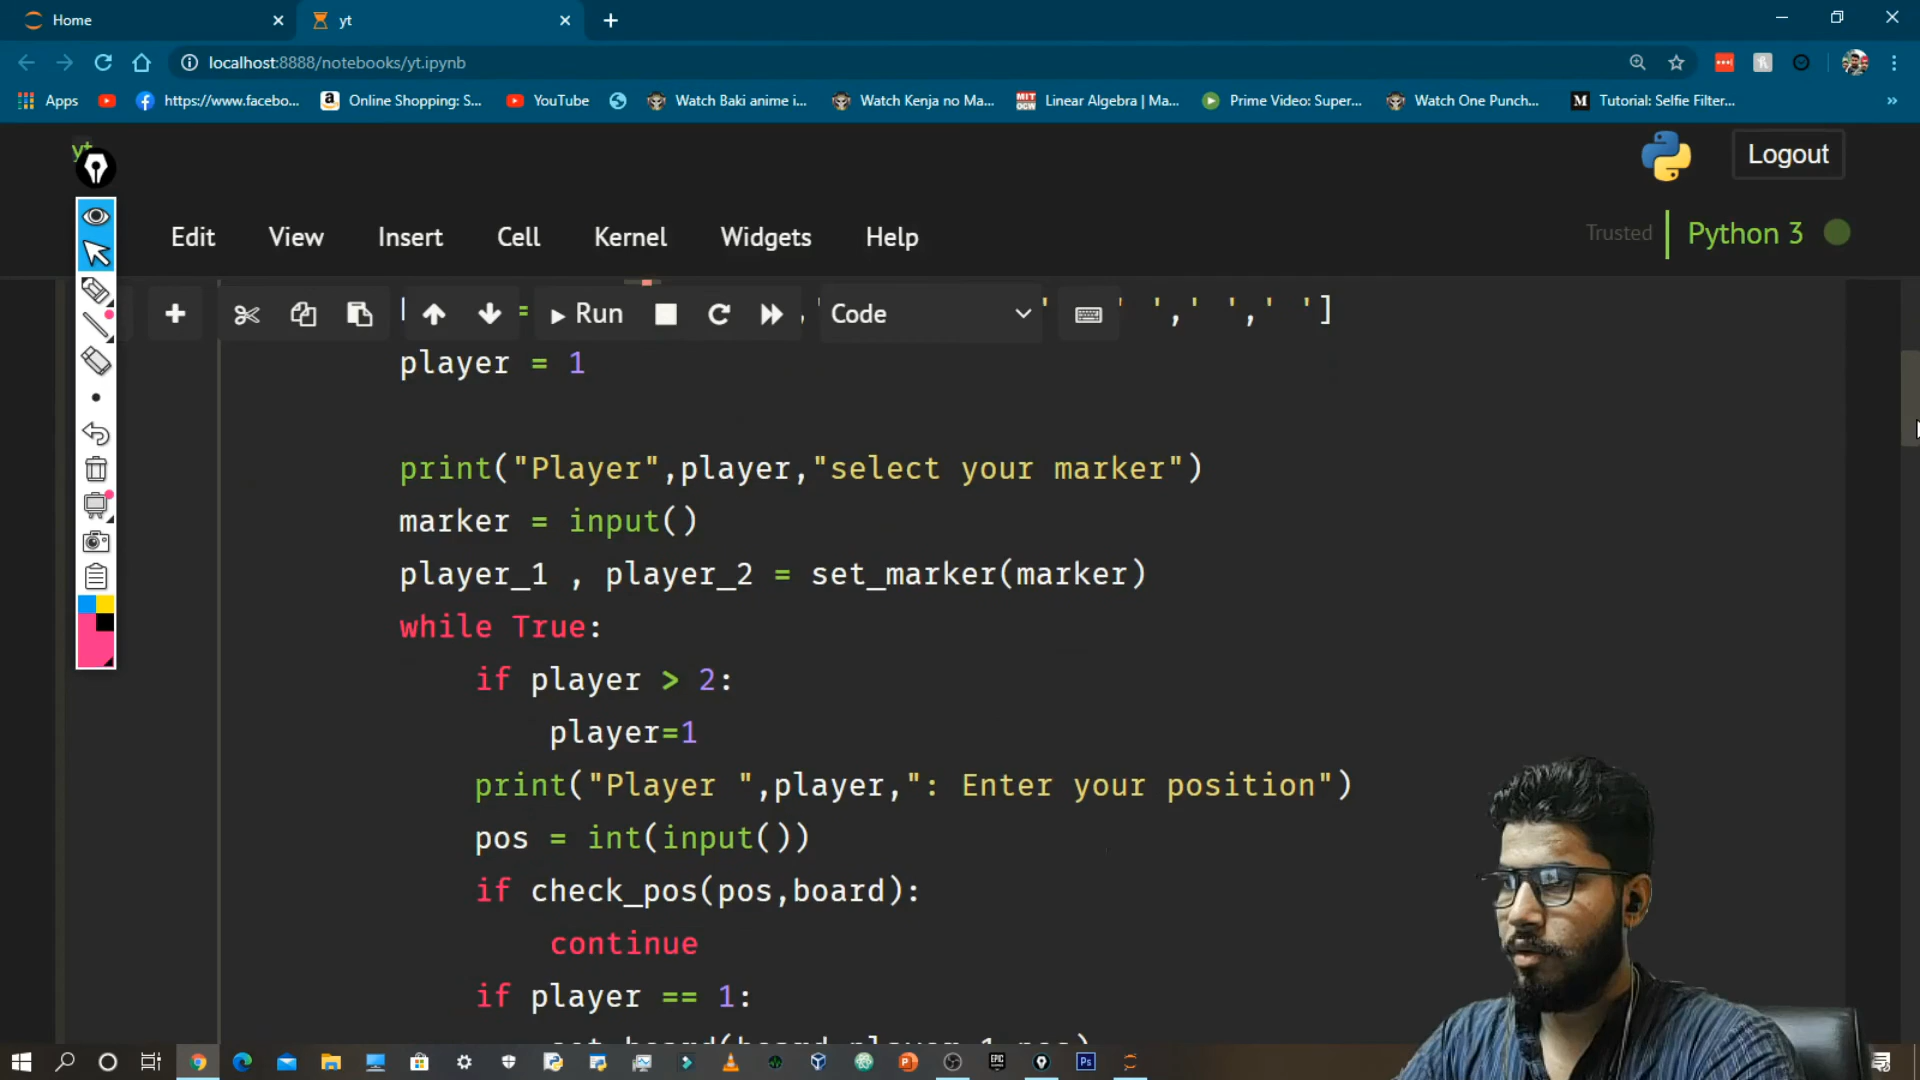 Home
yt
localhost:8888/notebooks/yt.ipynb
Apps
https://www.facebo...
Online Shopping: S...
YouTube
Watch Baki anime i...
Watch Kenja no Ma...
Linear Algebra | Ma...
Prime Video: Super...
Watch One Punch...
Tutorial: Selfie Filter...
»
yt
Logout
Edit
View
Insert
Cell
Kernel
Widgets
Help
Trusted
Python 3
Run
Code
= , ' ' ' ',' ',' ']
player = 1
print("Player",player,"select your marker")
marker = input()
player_1 , player_2 = set_marker(marker)
while True:
if player > 2:
player=1
print("Player ",player,": Enter your position")
pos = int(input())
if check_pos(pos,board):
continue
if player == 1: